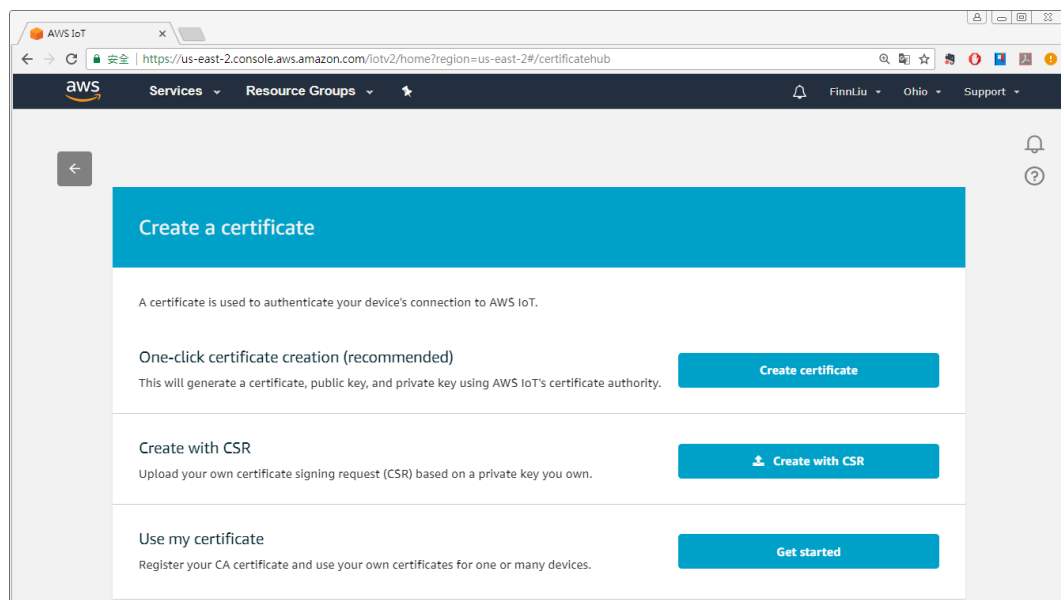 AWS IoT
安全 | https://us-east-2.console.aws.amazon.com/iotv2/home?region=us-east-2#/certificatehub
aws Services Resource Groups FinnLiu Ohio Support
Create a certificate
A certificate is used to authenticate your device's connection to AWS IoT.
One-click certificate creation (recommended)
This will generate a certificate, public key, and private key using AWS IoT's certificate authority.
Create certificate
Create with CSR
Upload your own certificate signing request (CSR) based on a private key you own.
Create with CSR
Use my certificate
Register your CA certificate and use your own certificates for one or many devices.
Get started